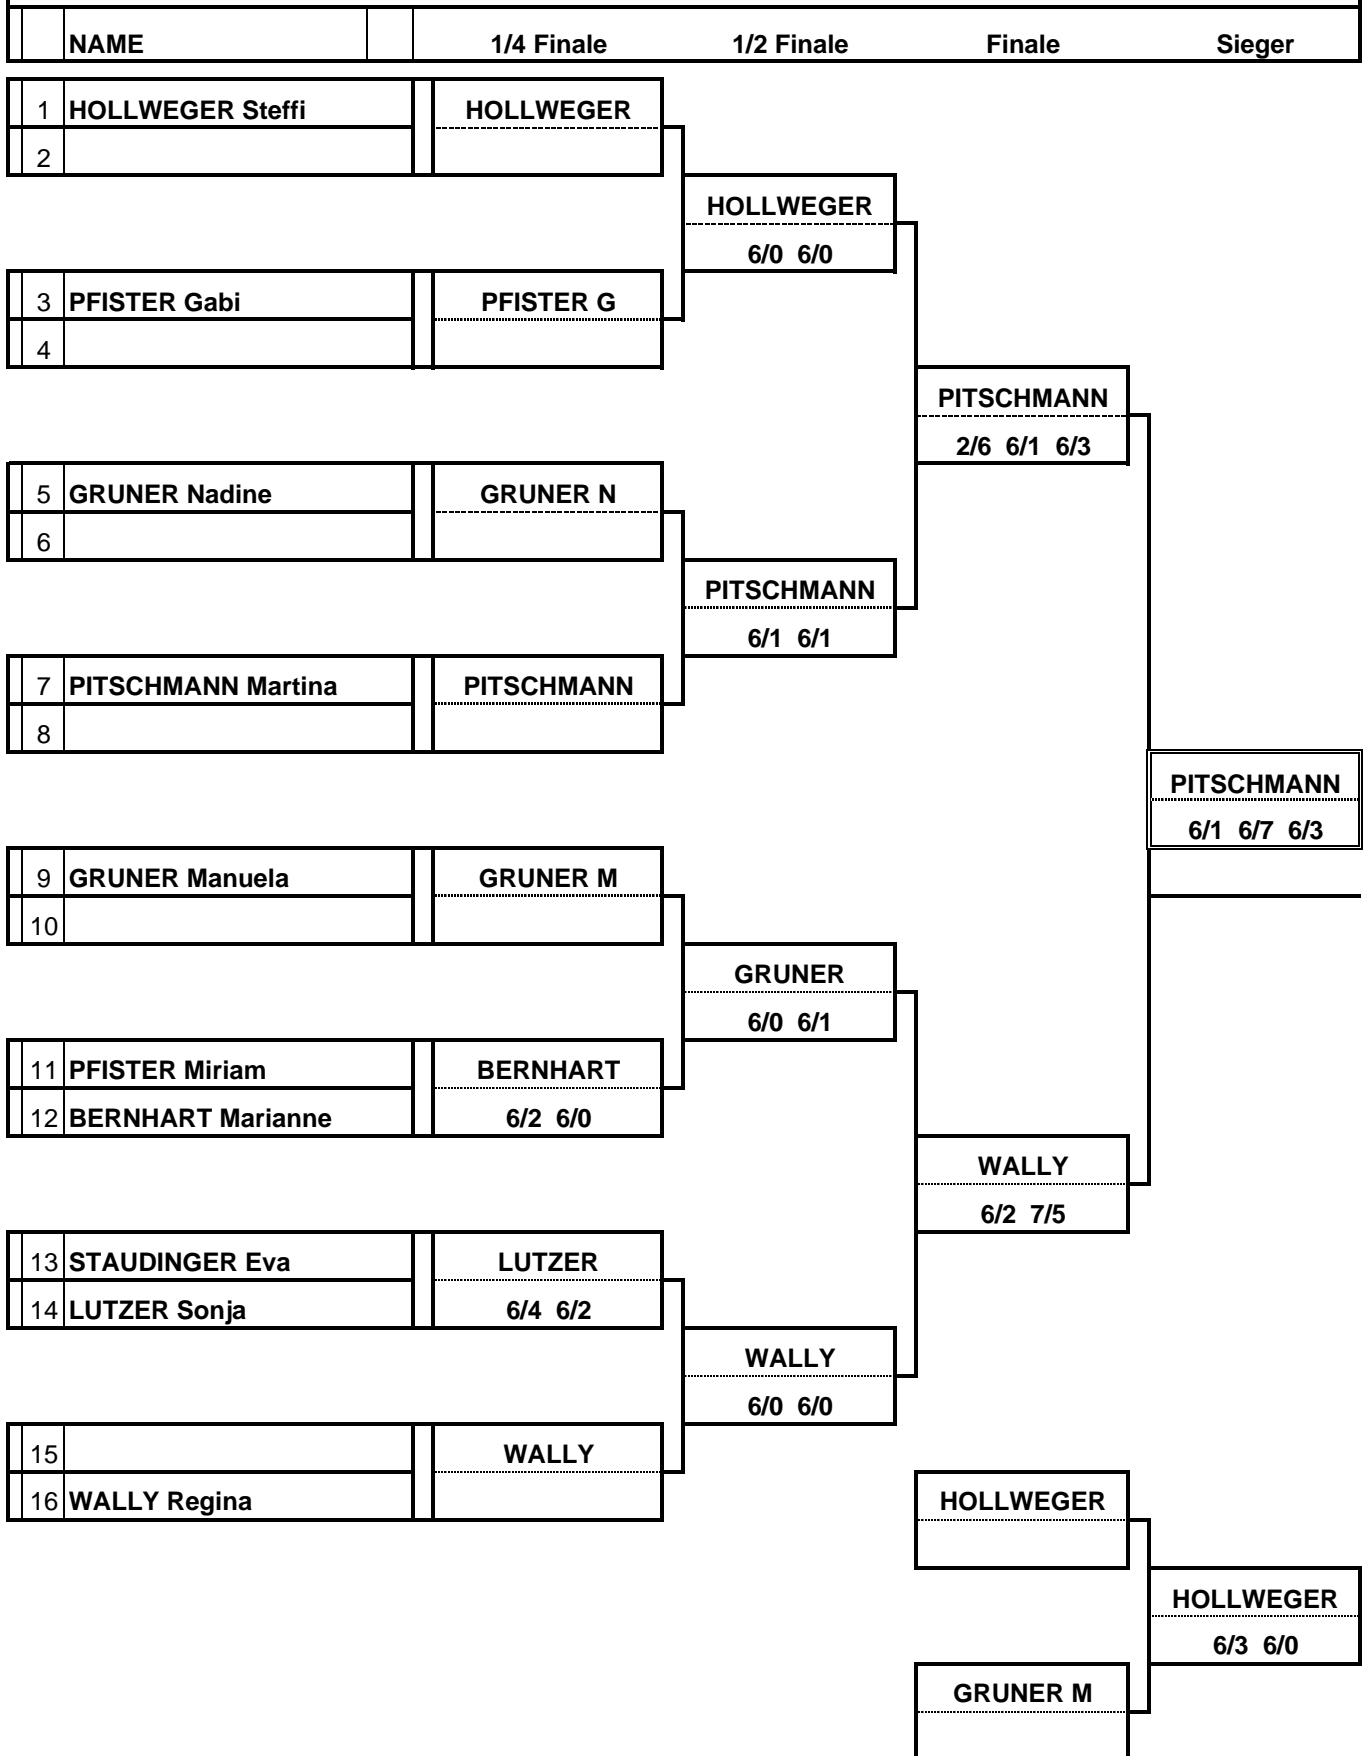 NAME 1/4 Finale 1/2 Finale Finale Sieger
1 HOLLWEGER Steffi HOLLWEGER
2
HOLLWEGER
6/0 6/0
3 PFISTER Gabi PFISTER G
4
PITSCHMANN
2/6 6/1 6/3
5 GRUNER Nadine GRUNER N
6
PITSCHMANN
6/1 6/1
7 PITSCHMANN Martina PITSCHMANN
8
PITSCHMANN
6/1 6/7 6/3
9 GRUNER Manuela GRUNER M
10
GRUNER
6/0 6/1
11 PFISTER Miriam BERNHART
12 BERNHART Marianne 6/2 6/0
WALLY
6/2 7/5
13 STAUDINGER Eva LUTZER
14 LUTZER Sonja 6/4 6/2
WALLY
6/0 6/0
15 WALLY
16 WALLY Regina HOLLWEGER
HOLLWEGER
6/3 6/0
GRUNER M